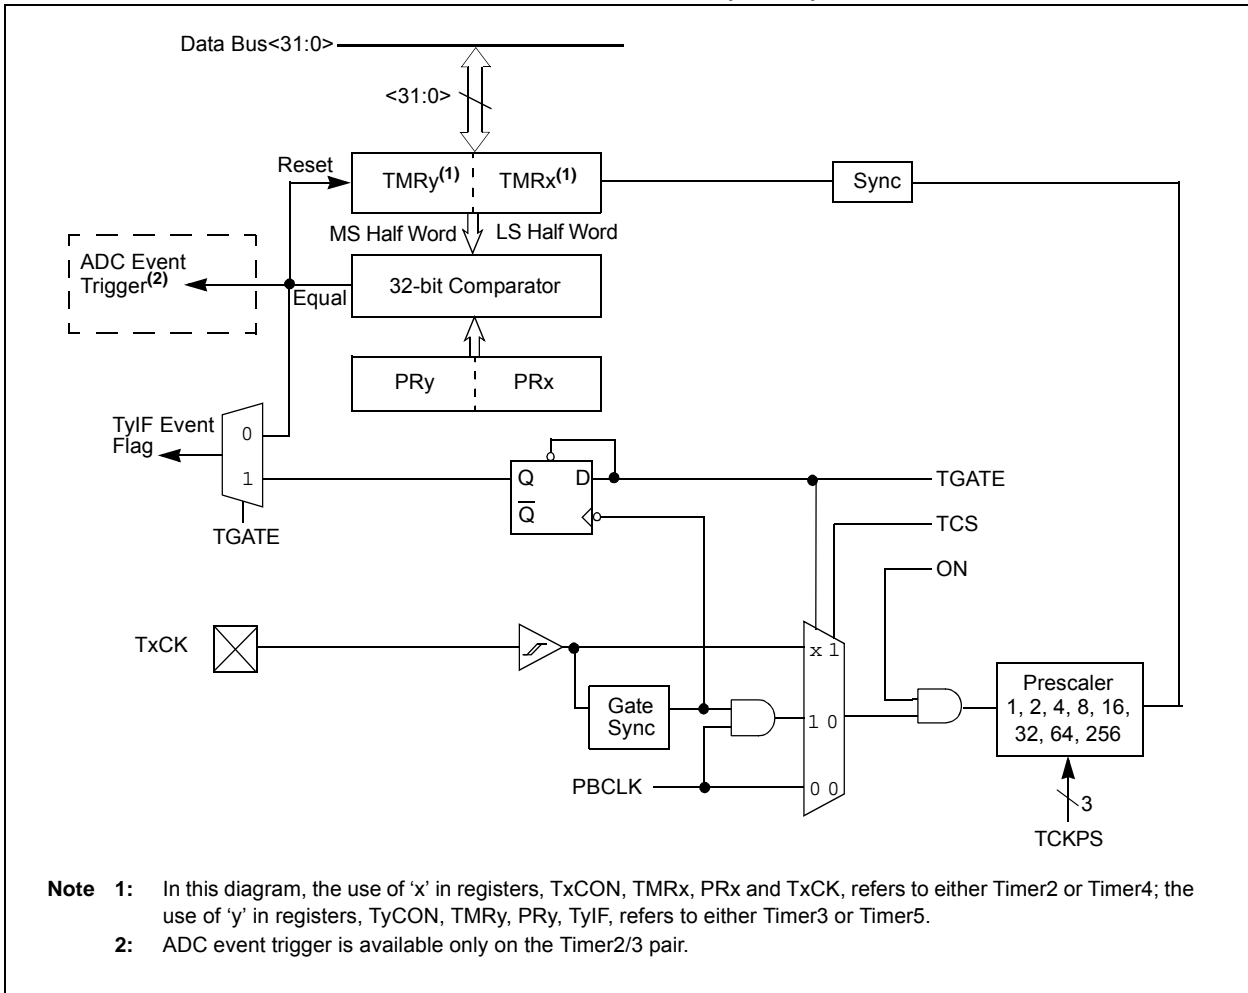 Data Bus<31:0>
<31:0>
Reset
TMRy(1)
TMRx(1)
Sync
MS Half Word
LS Half Word
ADC Event
Trigger(2)
Equal
32-bit Comparator
PRy
PRx
TyIF Event
Flag
0
1
TGATE
Q
D
Q
TGATE
TCS
ON
TxCK
x 1
Gate
Sync
1 0
PBCLK
0 0
Prescaler
1, 2, 4, 8, 16,
32, 64, 256
3
TCKPS
Note 1: In this diagram, the use of ‘x’ in registers, TxCON, TMRx, PRx and TxCK, refers to either Timer2 or Timer4; the
use of ‘y’ in registers, TyCON, TMRy, PRy, TyIF, refers to either Timer3 or Timer5.
2: ADC event trigger is available only on the Timer2/3 pair.